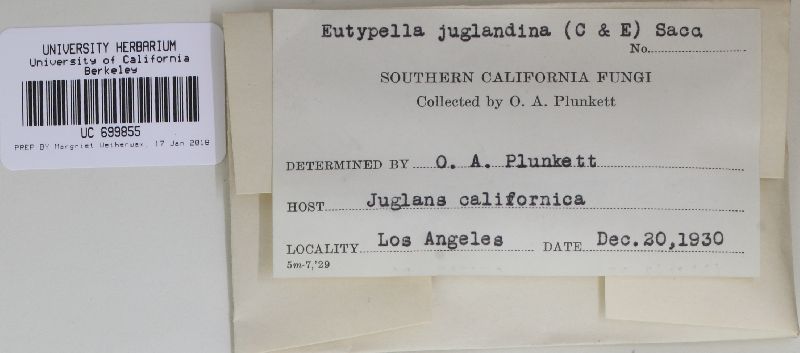 UNIVERSITY HERBARIUM
University of California
Berkeley
UC 699855
PREP BY Margriet Wetherwax, 17 Jan 2018
Eutypella juglandina (C & E) Sacc.
No.
SOUTHERN CALIFORNIA FUNGI
Collected by O. A. Plunkett
DETERMINED BY O. A. Plunkett
HOST Juglans californica
LOCALITY Los Angeles DATE Dec.20,1930
5m-7,'29